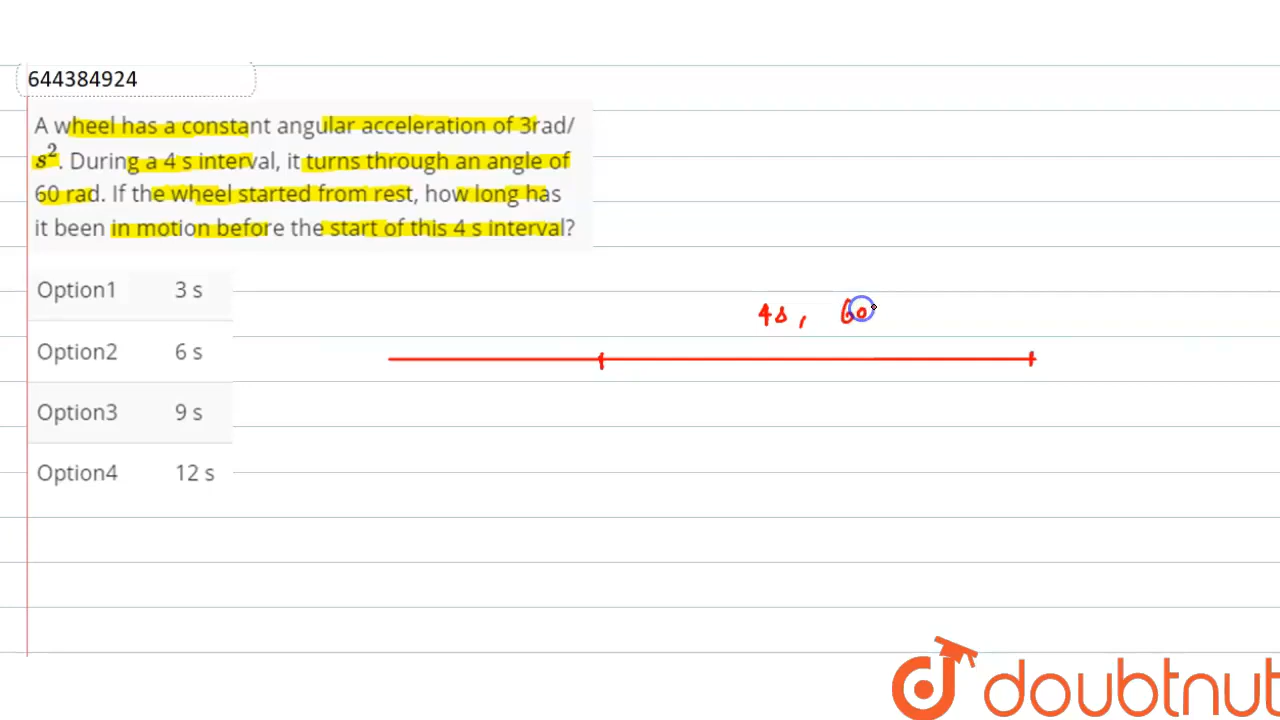 644384924
A wheel has a constant angular acceleration of 3rad/
s². During a 4 s interval, it turns through an angle of
60 rad. If the wheel started from rest, how long has
it been in motion before the start of this 4 s interval?
Option1 3 s
Option2 6 s
Option3 9 s
Option4 12 s
4s, 60
doubtnut